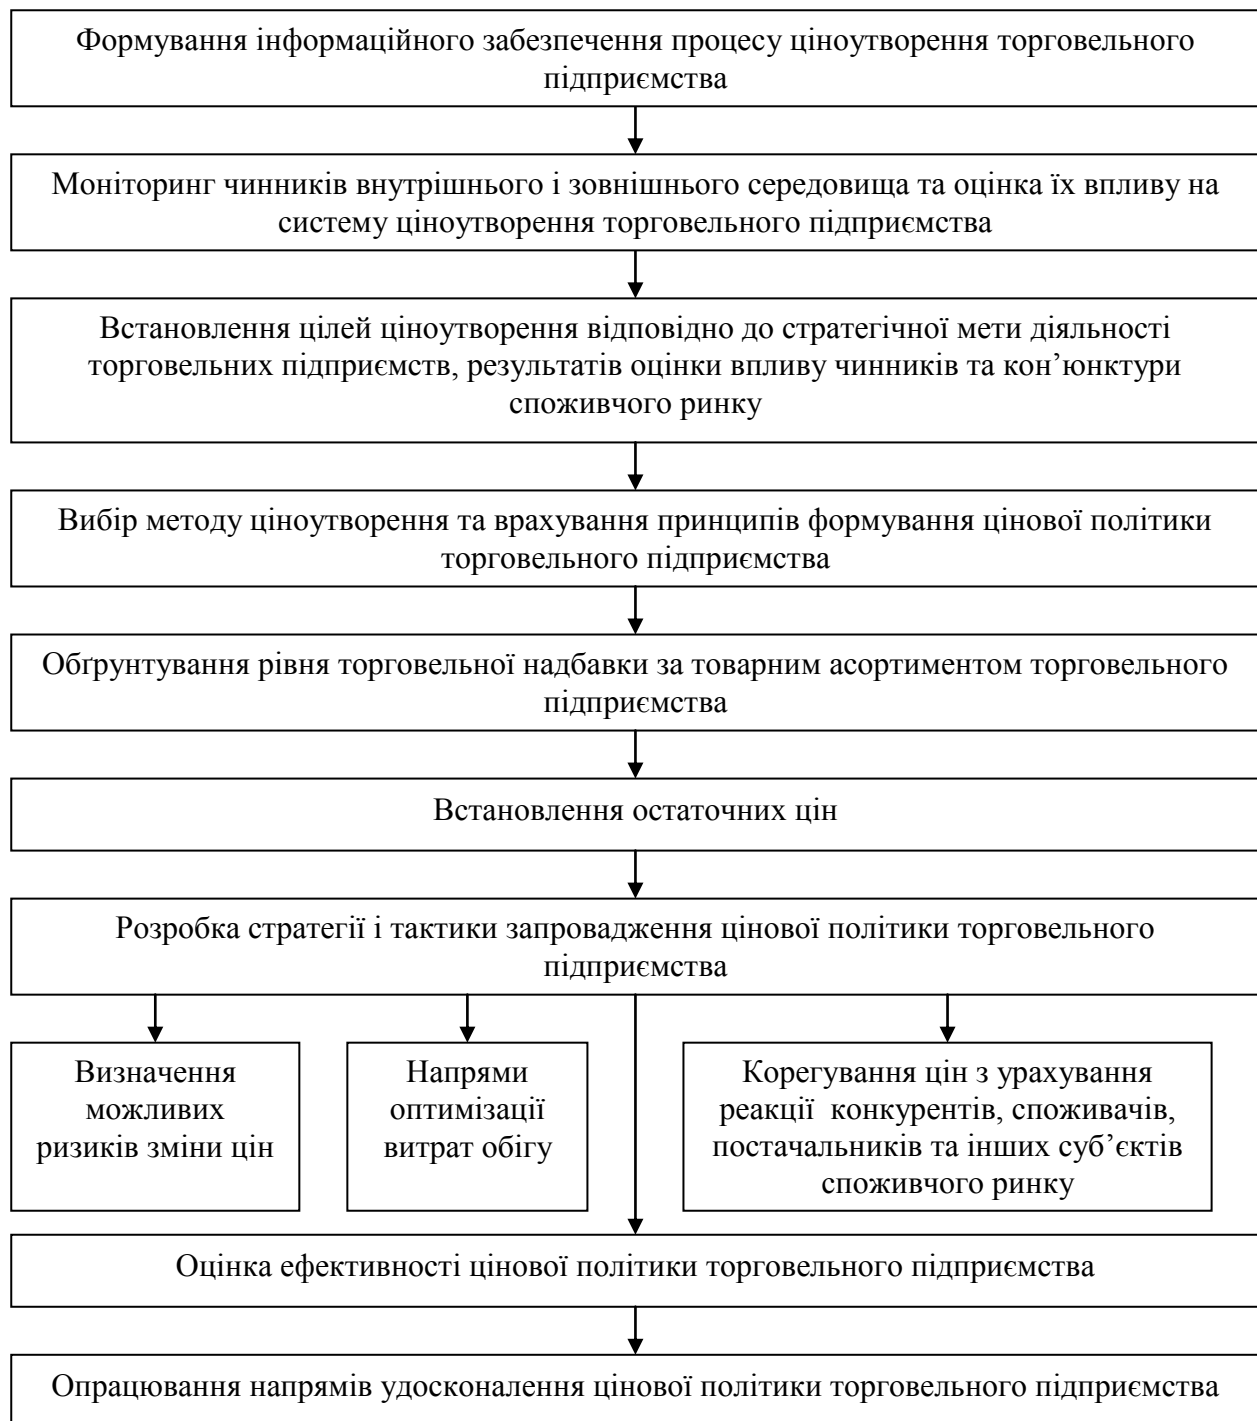 Формування інформаційного забезпечення процесу ціноутворення торговельного
підприємства
Моніторинг чинників внутрішнього і зовнішнього середовища та оцінка їх впливу на
систему ціноутворення торговельного підприємства
Встановлення цілей ціноутворення відповідно до стратегічної мети діяльності
торговельних підприємств, результатів оцінки впливу чинників та кон’юнктури
споживчого ринку
Вибір методу ціноутворення та врахування принципів формування цінової політики
торговельного підприємства
Обґрунтування рівня торговельної надбавки за товарним асортиментом торговельного
підприємства
Встановлення остаточних цін
Розробка стратегії і тактики запровадження цінової політики торговельного
підприємства
Визначення
можливих
ризиків зміни цін
Напрями
оптимізації
витрат обігу
Корегування цін з урахування
реакції  конкурентів, споживачів,
постачальників та інших суб’єктів
споживчого ринку
Оцінка ефективності цінової політики торговельного підприємства
Опрацювання напрямів удосконалення цінової політики торговельного підприємства